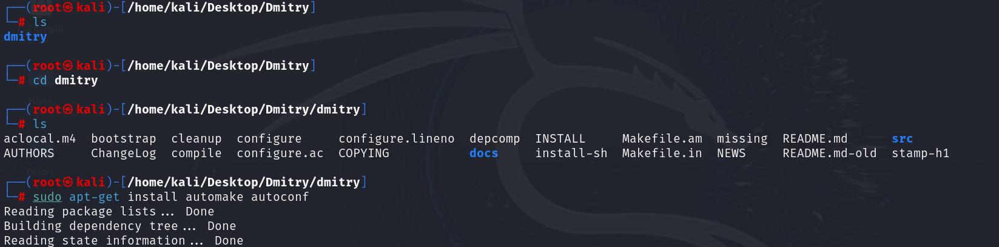 ┌──(root㉿kali)-[/home/kali/Desktop/Dmitry]
└─# ls
dmitry
┌──(root㉿kali)-[/home/kali/Desktop/Dmitry]
└─# cd dmitry
Home
┌──(root㉿kali)-[/home/kali/Desktop/Dmitry/dmitry]
└─# ls
aclocal.m4 bootstrap cleanup configure configure.lineno depcomp INSTALL Makefile.am missing README.md src
AUTHORS ChangeLog compile configure.ac COPYING docs install-sh Makefile.in NEWS README.md-old stamp-h1
Dmitry
┌──(root㉿kali)-[/home/kali/Desktop/Dmitry/dmitry]
└─# sudo apt-get install automake autoconf
Reading package lists... Done
Building dependency tree... Done
Reading state information... Done